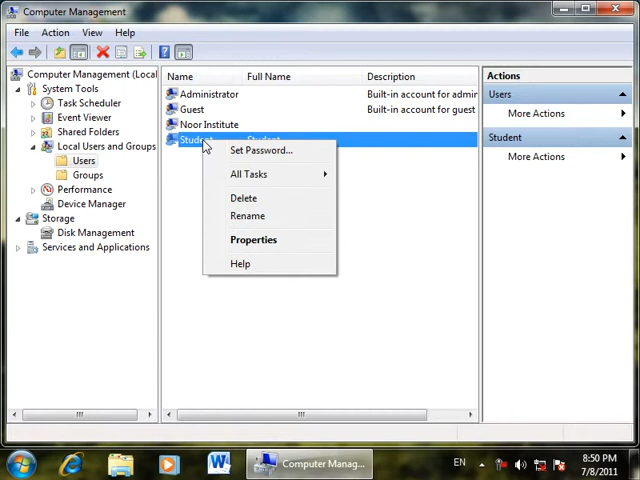 Computer Management
File Action View Help
Computer Management (Local
System Tools
Task Scheduler
Event Viewer
Shared Folders
Local Users and Groups
Users
Groups
Performance
Device Manager
Storage
Disk Management
Services and Applications
Name Full Name Description
Administrator Built-in account for admin
Guest Built-in account for guest
Noor Institute
Student Student
Set Password...
All Tasks
Delete
Rename
Properties
Help
Actions
Users
More Actions
Student
More Actions
Computer Manag...
EN
8:50 PM
7/8/2011